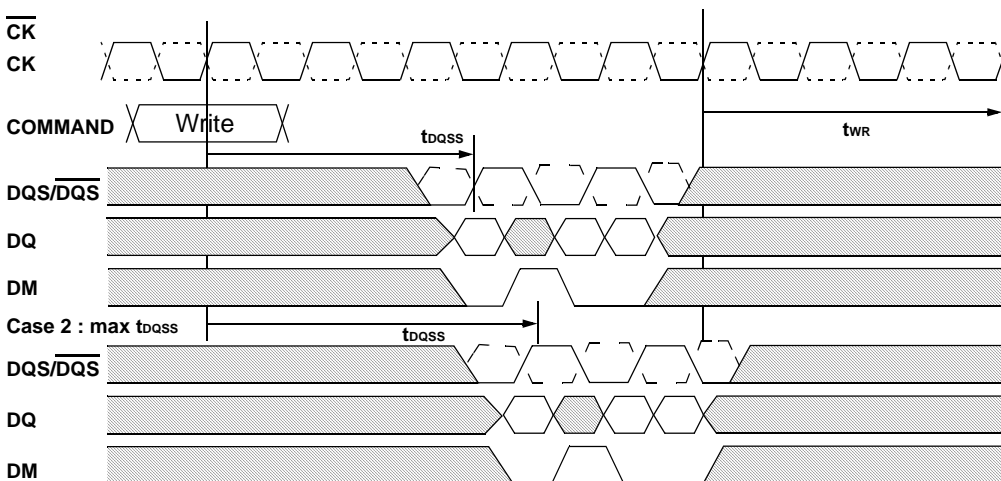 CK
CK
COMMAND Write tWR
tDQSS
DQS/DQS
DQ
DM
Case 2 : max tDQSS
tDQSS
DQS/DQS
DQ
DM